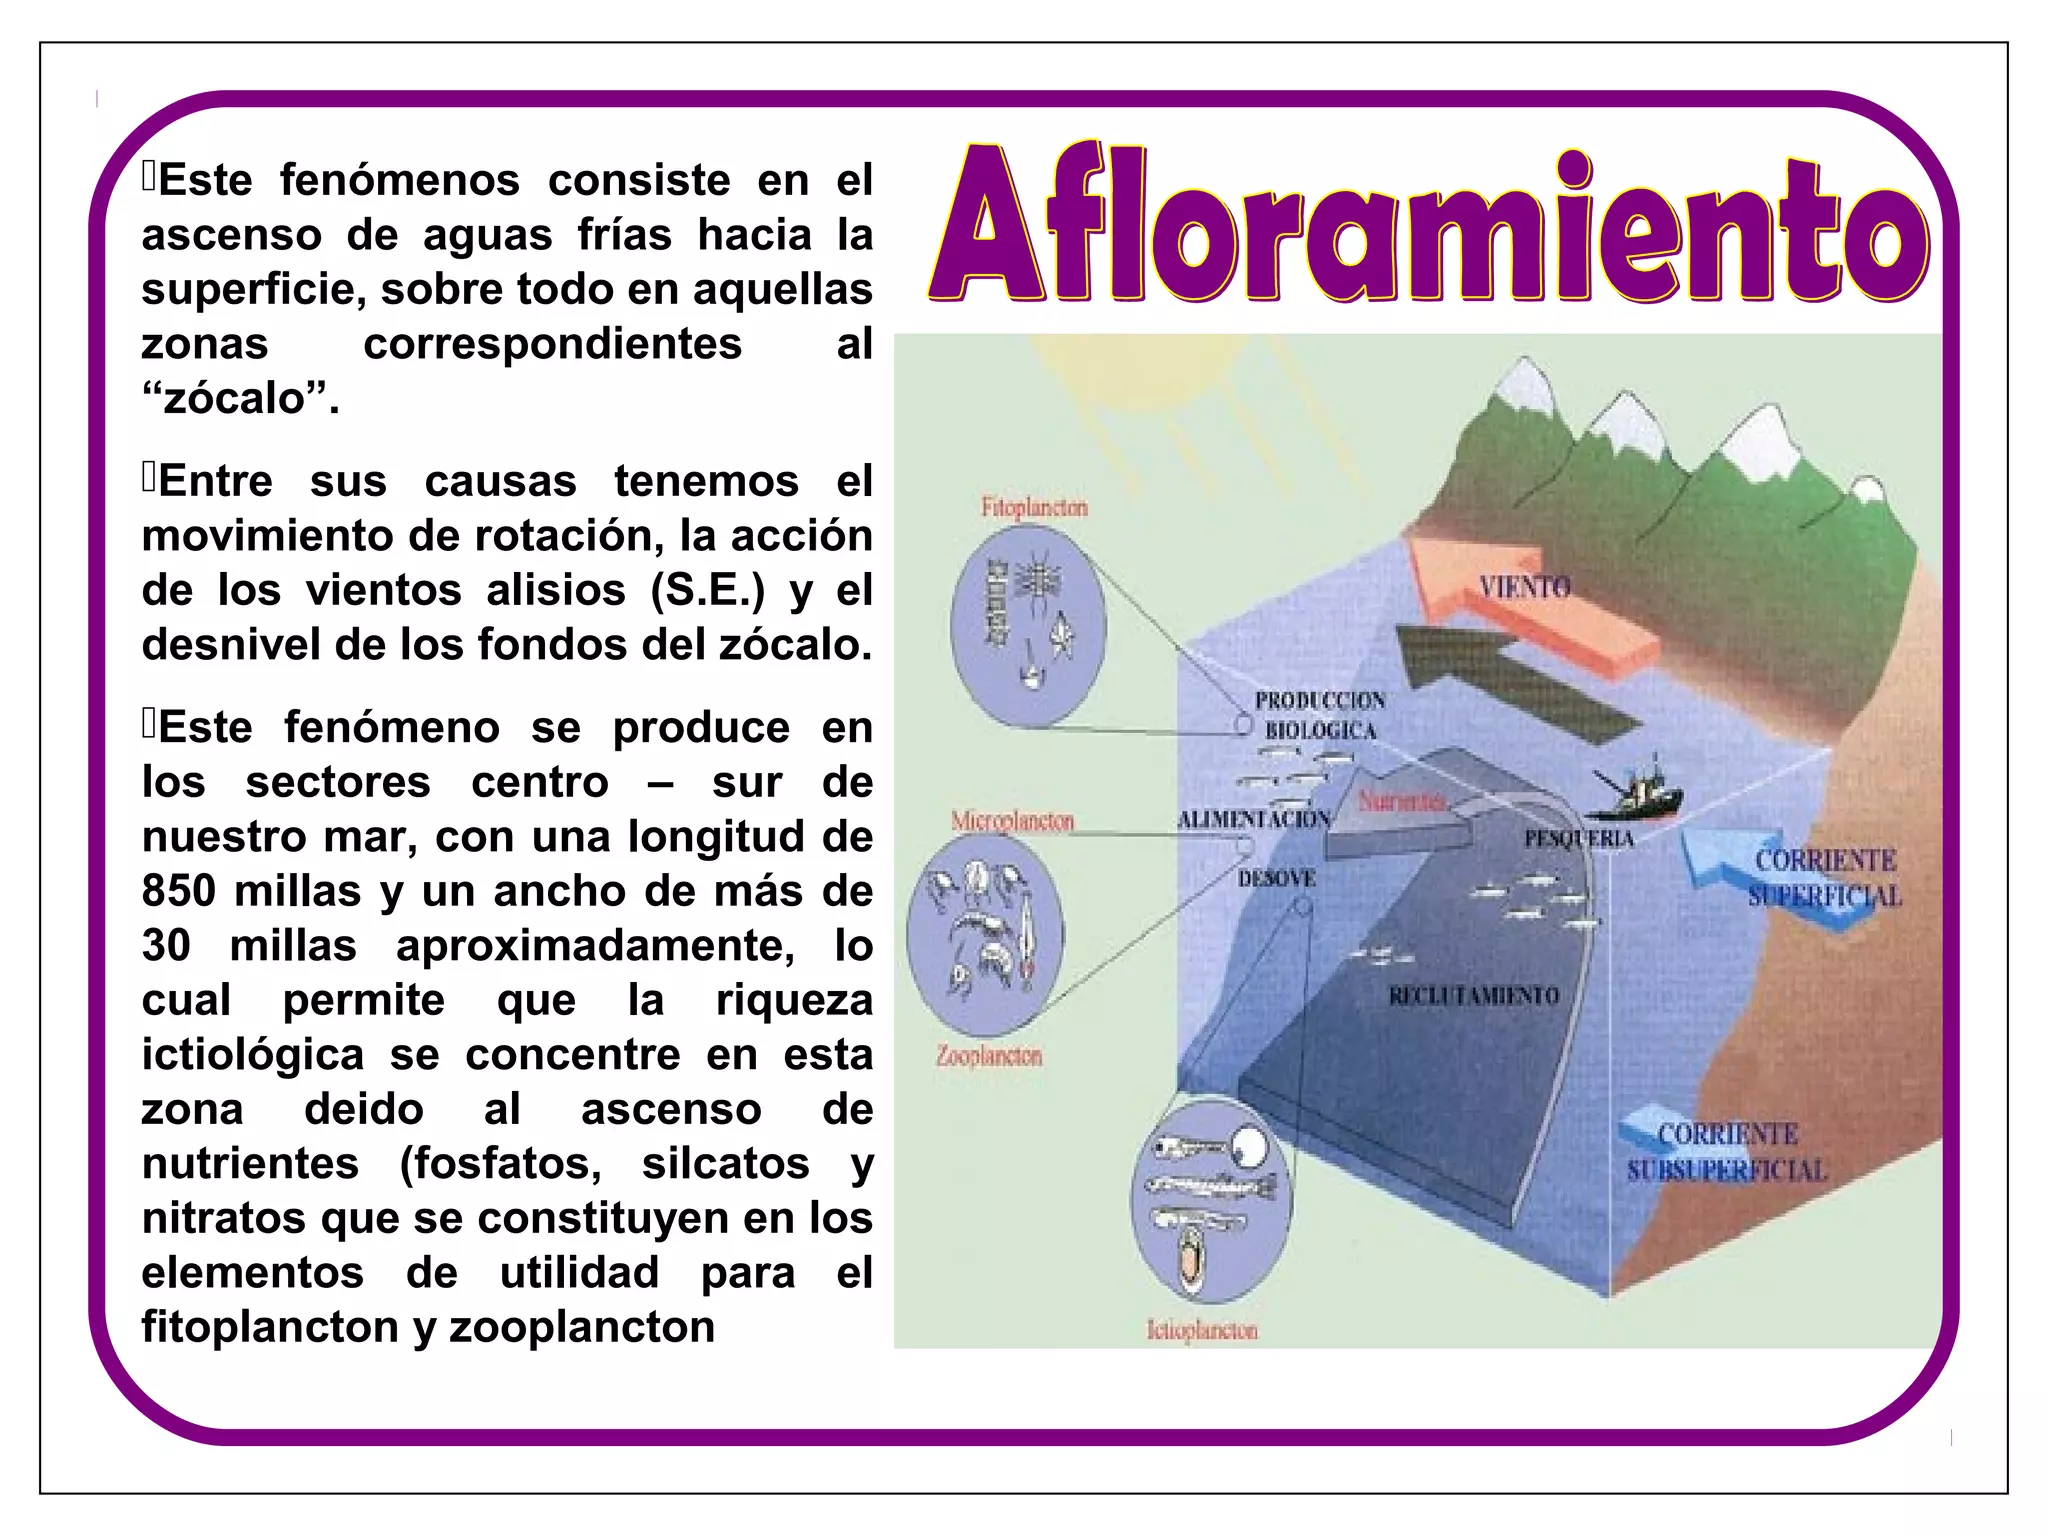 Afloramiento
Este fenómenos consiste en el
ascenso de aguas frías hacia la
superficie, sobre todo en aquellas
zonas correspondientes al
“zócalo”.
Entre sus causas tenemos el
movimiento de rotación, la acción
de los vientos alisios (S.E.) y el
desnivel de los fondos del zócalo.
Este fenómeno se produce en
los sectores centro – sur de
nuestro mar, con una longitud de
850 millas y un ancho de más de
30 millas aproximadamente, lo
cual permite que la riqueza
ictiológica se concentre en esta
zona deido al ascenso de
nutrientes (fosfatos, silcatos y
nitratos que se constituyen en los
elementos de utilidad para el
fitoplancton y zooplancton
Fitoplancton
VIENTO
PRODUCCION
BIOLOGICA
Nutrientes
Microplancton
ALIMENTACIÓN
PESQUERIA
DESOVE
CORRIENTE
SUPERFICIAL
RECLUTAMIENTO
Zooplancton
CORRIENTE
SUBSUPERFICIAL
Ictioplancton